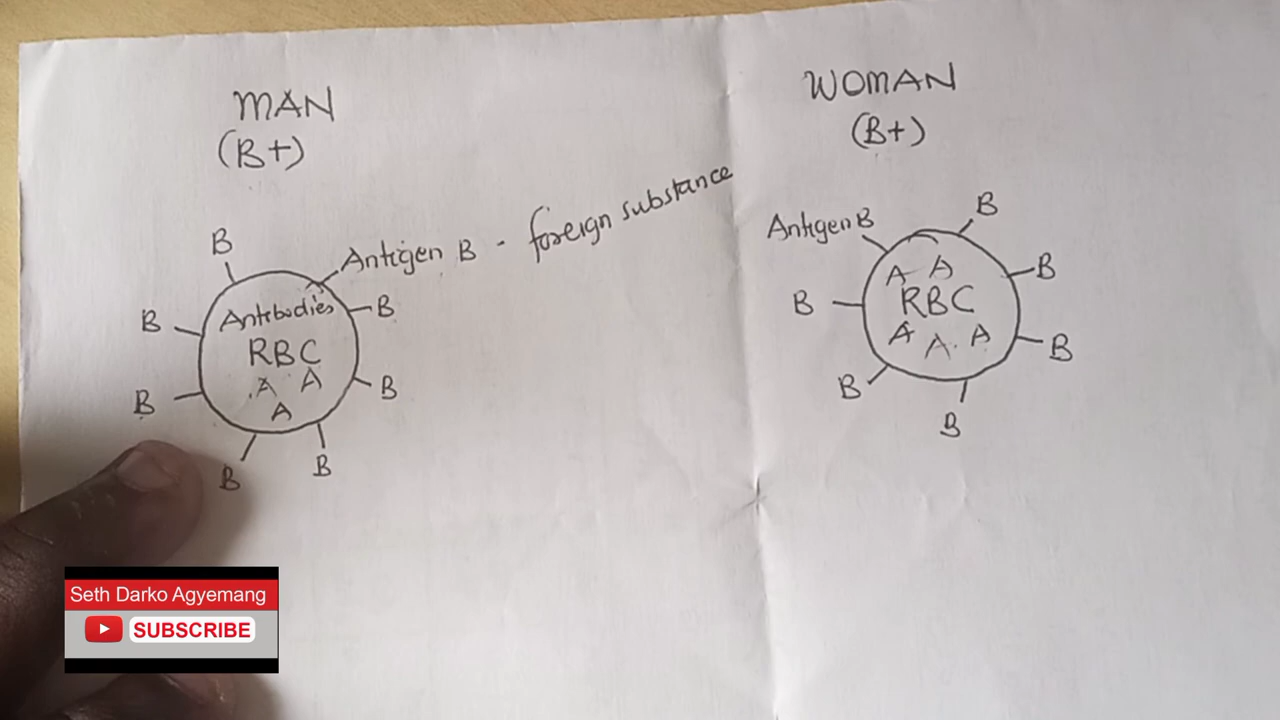 MAN
(B+)
Antigen B - foreign substance
B
B
B
B
B
B
B
B
Antibodies
RBC
A A
A
WOMAN
(B+)
Antigen B
B
B
B
B
B
B
B
A A
RBC
A A A
Seth Darko Agyemang
SUBSCRIBE